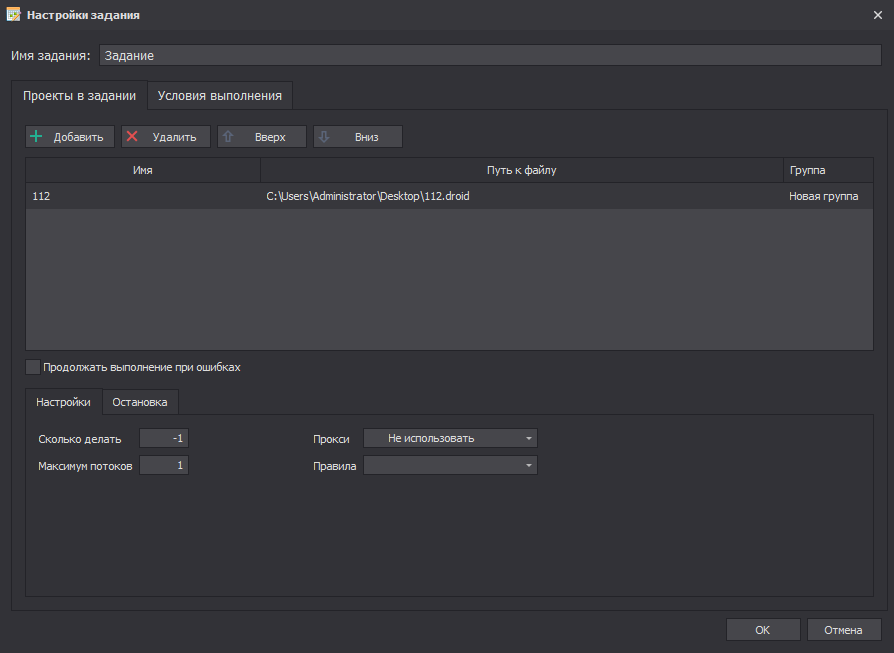 Настройки задания
Имя задания: Задание
Проекты в задании Условия выполнения
Добавить Удалить Вверх Вниз
Имя Путь к файлу Группа
112 C:\Users\Administrator\Desktop\112.droid Новая группа
Продолжать выполнение при ошибках
Настройки Остановка
Сколько делать -1 Прокси Не использовать
Максимум потоков 1 Правила
OK Отмена